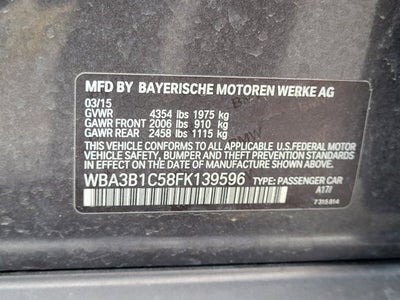 MFD BY BAYERISCHE MOTOREN WERKE AG
03/15
GVWR 4354 lbs 1975 kg
GAWR FRONT 2006 lbs 910 kg
GAWR REAR 2458 lbs 1115 kg
THIS VEHICLE CONFORMS TO ALL APPLICABLE U.S.FEDERAL MOTOR
VEHICLE SAFETY, BUMPER AND THEFT PREVENTION STANDARDS
IN EFFECT ON THE DATE OF MANUFACTURE SHOWN ABOVE.
WBA3B1C58FK139596 TYPE: PASSENGER CAR
A17/
7 315 814